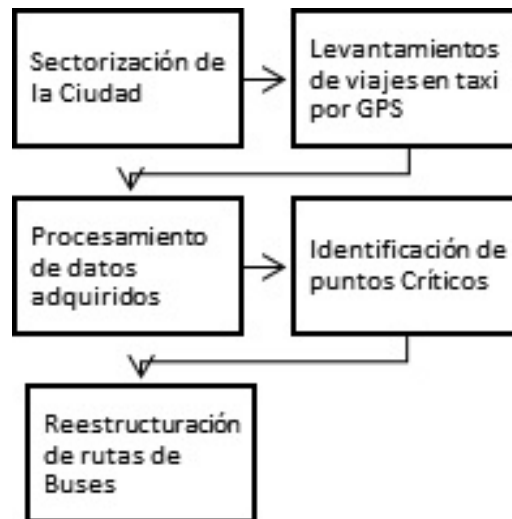 Sectorización de
la Ciudad
Levantamientos
de viajes en taxi
por GPS
Procesamiento
de datos
adquiridos
Identificación de
puntos Críticos
Reestructuración
de rutas de
Buses